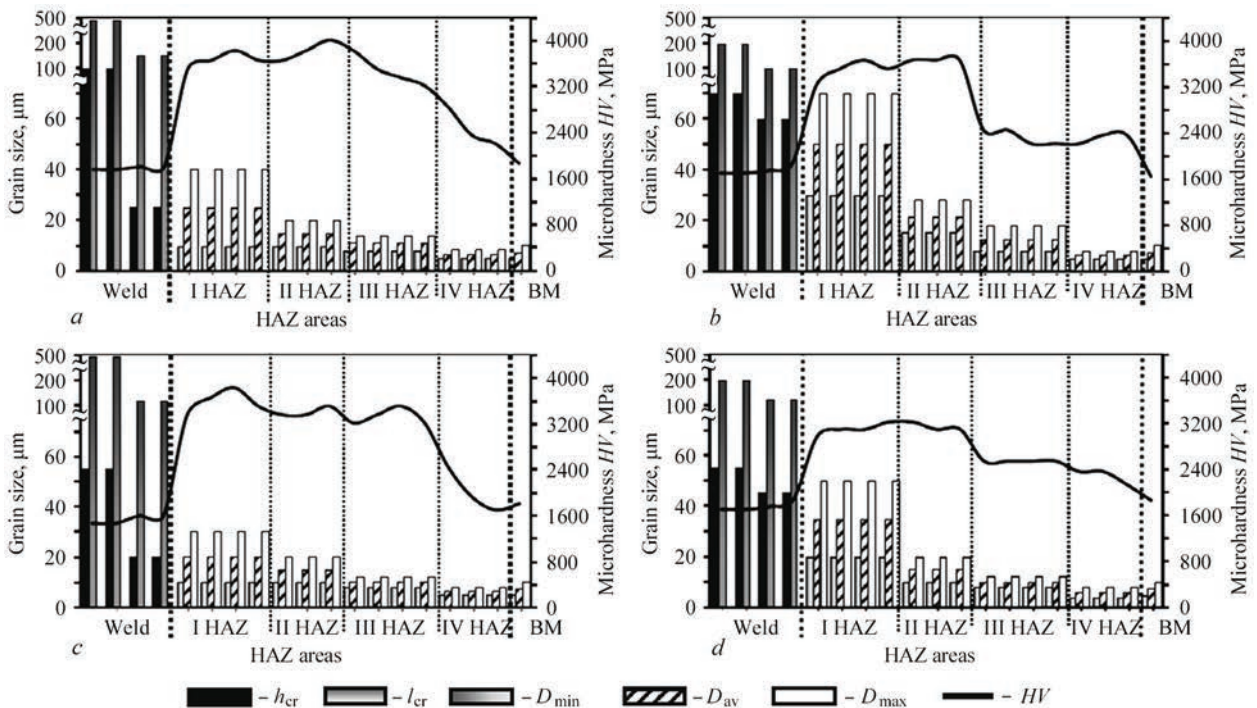 500
200
100
60
40
20
0
Grain size, µm
4000
3200
2400
1600
800
0
Microhardness HV, MPa
Weld I HAZ II HAZ III HAZ IV HAZ BM
a
HAZ areas
500
200
100
60
40
20
0
Grain size, µm
4000
3200
2400
1600
800
0
Microhardness HV, MPa
Weld I HAZ II HAZ III HAZ IV HAZ BM
b
HAZ areas
500
200
100
60
40
20
0
Grain size, µm
4000
3200
2400
1600
800
0
Microhardness HV, MPa
Weld I HAZ II HAZ III HAZ IV HAZ BM
c
HAZ areas
500
200
100
60
40
20
0
Grain size, µm
4000
3200
2400
1600
800
0
Microhardness HV, MPa
Weld I HAZ II HAZ III HAZ IV HAZ BM
d
HAZ areas
– hcr – lcr – Dmin – Dav – Dmax – HV